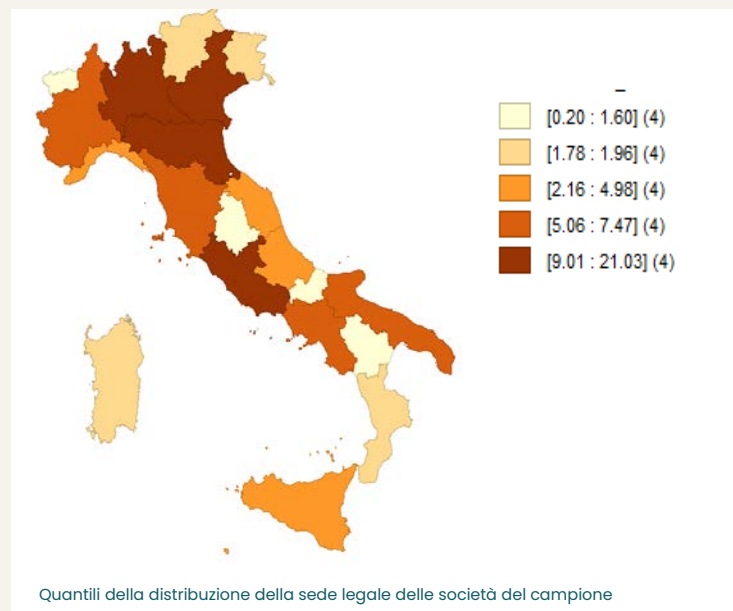 [0.20 : 1.60] (4)
[1.78 : 1.96] (4)
[2.16 : 4.98] (4)
[5.06 : 7.47] (4)
[9.01 : 21.03] (4)
Quantili della distribuzione della sede legale delle società del campione